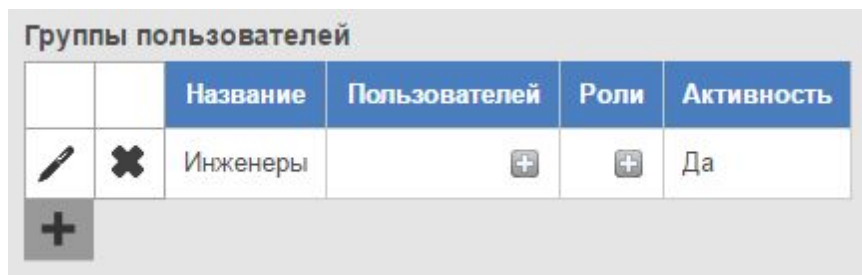 Группы пользователей
Название Пользователей Роли Активность
Инженеры Да